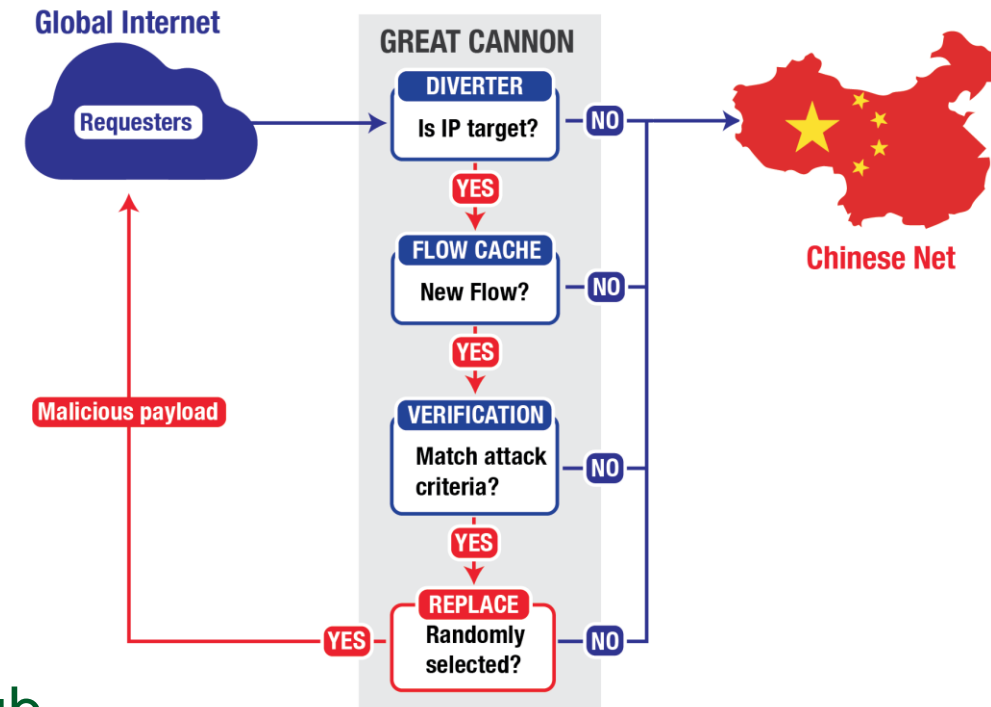 Global Internet
Requesters
GREAT CANNON
DIVERTER
Is IP target?
NO
YES
FLOW CACHE
New Flow?
NO
YES
VERIFICATION
Match attack
criteria?
NO
YES
REPLACE
Randomly
selected?
YES
NO
Malicious payload
Chinese Net